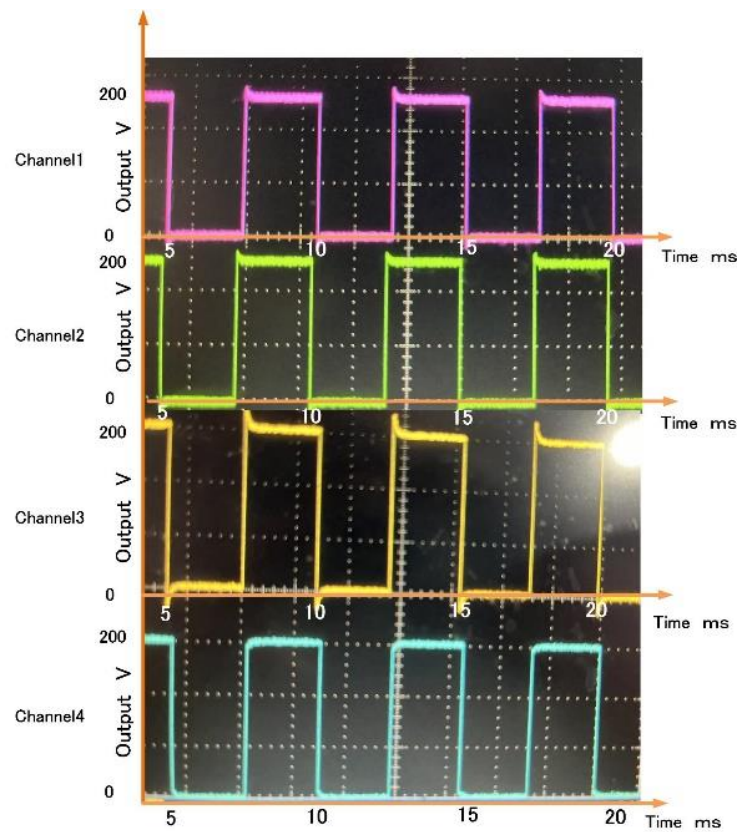 200
Channel1
Output V
0
5 10 15 20
Time ms
200
Channel2
Output V
0
5 10 15 20
Time ms
200
Channel3
Output V
0
5 10 15 20
Time ms
200
Channel4
Output V
0
5 10 15 20
Time ms